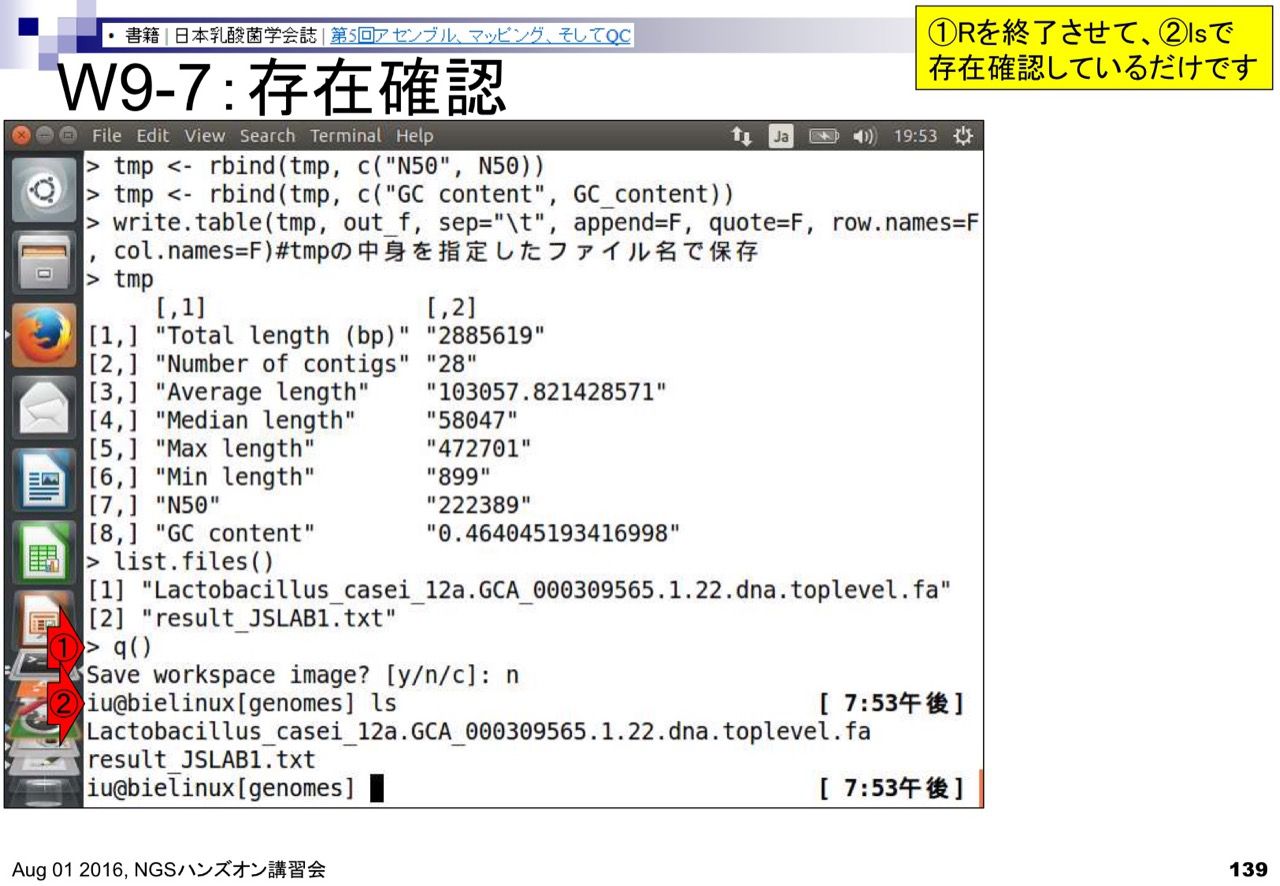 • 書籍 | 日本乳酸菌学会誌 | 第5回アセンブル、マッピング、そしてQC
①Rを終了させて、②lsで
存在確認しているだけです
W9-7：存在確認
File Edit View Search Terminal Help Ja 19:53
> tmp <- rbind(tmp, c("N50", N50))
> tmp <- rbind(tmp, c("GC content", GC_content))
> write.table(tmp, out_f, sep="\t", append=F, quote=F, row.names=F
, col.names=F)#tmpの中身を指定したファイル名で保存
> tmp
[,1] [,2]
[1,] "Total length (bp)" "2885619"
[2,] "Number of contigs" "28"
[3,] "Average length" "103057.821428571"
[4,] "Median length" "58047"
[5,] "Max length" "472701"
[6,] "Min length" "899"
[7,] "N50" "222389"
[8,] "GC content" "0.464045193416998"
> list.files()
[1] "Lactobacillus_casei_12a.GCA_000309565.1.22.dna.toplevel.fa"
[2] "result_JSLAB1.txt"
① > q()
Save workspace image? [y/n/c]: n
② iu@bielinux[genomes] ls [ 7:53午後]
Lactobacillus_casei_12a.GCA_000309565.1.22.dna.toplevel.fa
result_JSLAB1.txt
iu@bielinux[genomes] [ 7:53午後]
Aug 01 2016, NGSハンズオン講習会 139